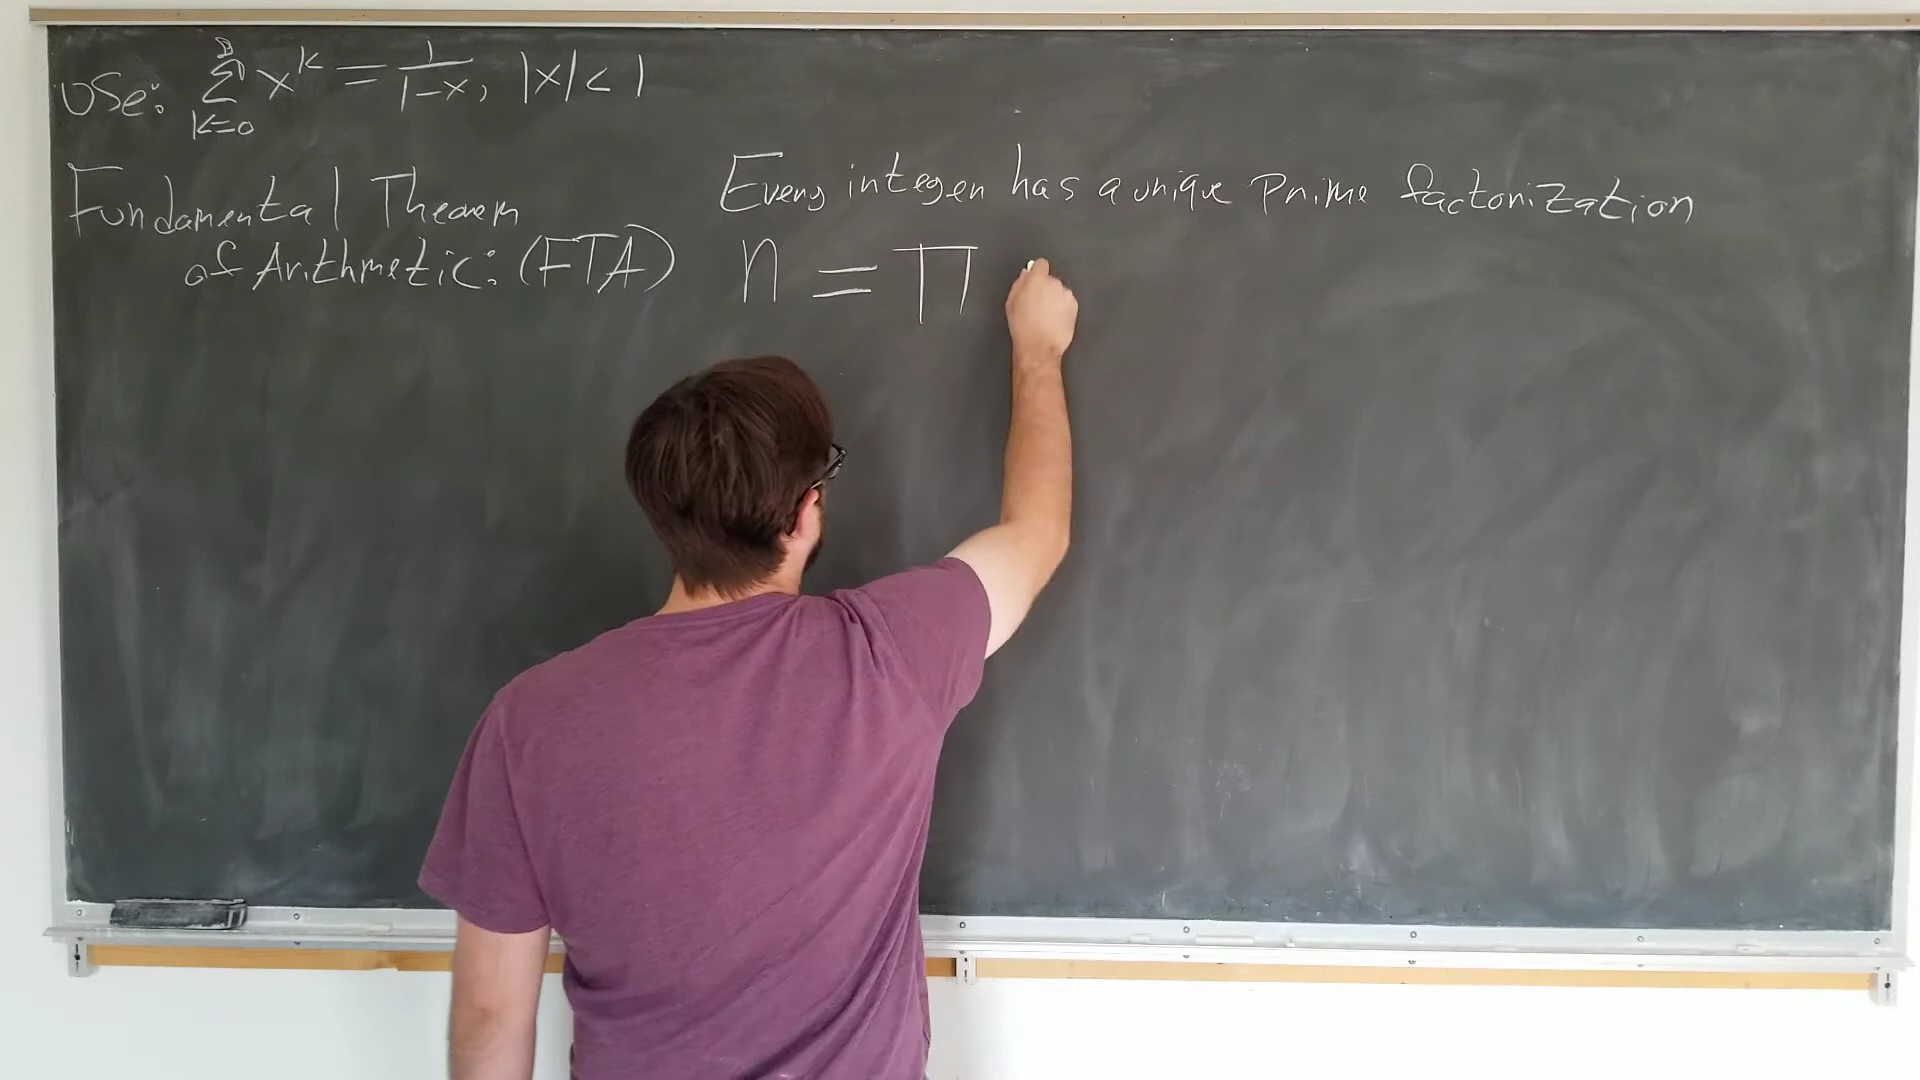 Use: ∞∑k=0 x^k = 1/(1-x), |x| < 1
Fundamental Theorem
of Arithmetic: (FTA)
Every integer has a unique prime factorization
n = ∏